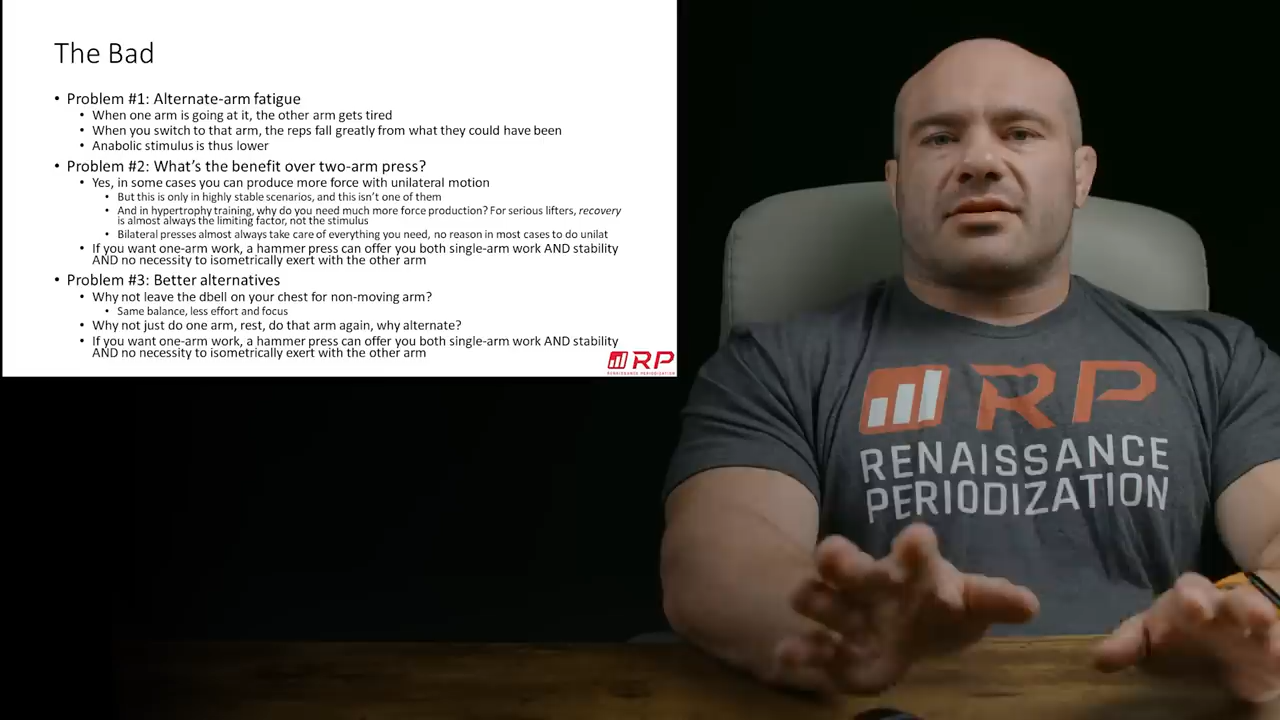 The Bad
• Problem #1: Alternate-arm fatigue
• When one arm is going at it, the other arm gets tired
• When you switch to that arm, the reps fall greatly from what they could have been
• Anabolic stimulus is thus lower
• Problem #2: What's the benefit over two-arm press?
• Yes, in some cases you can produce more force with unilateral motion
• But this is only in highly stable scenarios, and this isn't one of them
• And in hypertrophy training, why do you need much more force production? For serious lifters, recovery
is almost always the limiting factor, not the stimulus
• Bilateral presses almost always take care of everything you need, no reason in most cases to do unilat
• If you want one-arm work, a hammer press can offer you both single-arm work AND stability
AND no necessity to isometrically exert with the other arm
• Problem #3: Better alternatives
• Why not leave the dbell on your chest for non-moving arm?
• Same balance, less effort and focus
• Why not just do one arm, rest, do that arm again, why alternate?
• If you want one-arm work, a hammer press can offer you both single-arm work AND stability
AND no necessity to isometrically exert with the other arm
RP
RENAISSANCE PERIODIZATION
RP
RENAISSANCE
PERIODIZATION